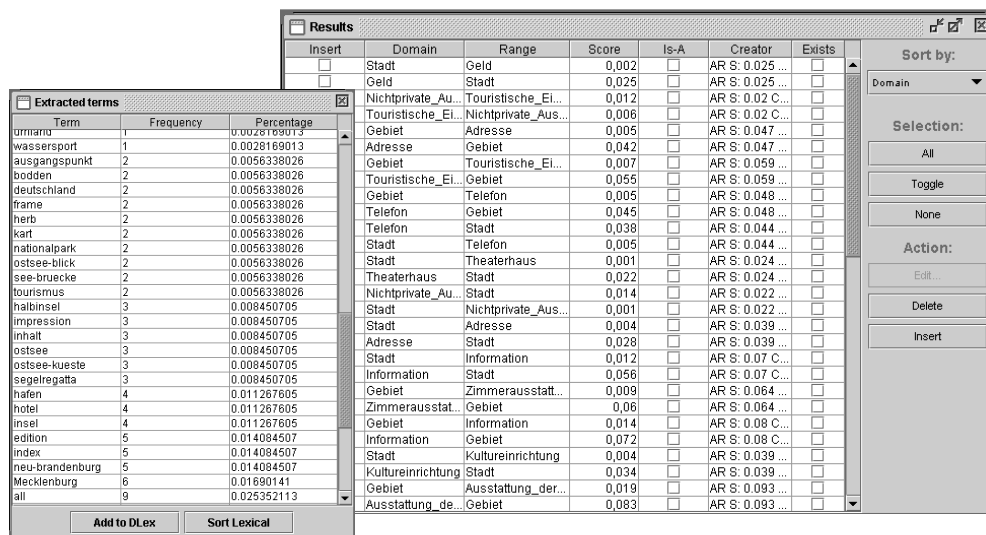 Results
Insert Domain Range Score Is-A Creator Exists
Stadt Geld 0,002 AR S: 0.025 ...
Geld Stadt 0,025 AR S: 0.025 ...
Nichtprivate_Au... Touristische_Ei... 0,012 AR S: 0.02 C...
Touristische_Ei... Nichtprivate_Aus... 0,006 AR S: 0.02 C...
Gebiet Adresse 0,005 AR S: 0.047 ...
Adresse Gebiet 0,042 AR S: 0.047 ...
Gebiet Touristische_Ei... 0,007 AR S: 0.059 ...
Touristische_Ei... Gebiet 0,055 AR S: 0.059 ...
Gebiet Telefon 0,005 AR S: 0.048 ...
Telefon Gebiet 0,045 AR S: 0.048 ...
Telefon Stadt 0,038 AR S: 0.044 ...
Stadt Telefon 0,005 AR S: 0.044 ...
Stadt Theaterhaus 0,001 AR S: 0.024 ...
Theaterhaus Stadt 0,022 AR S: 0.024 ...
Nichtprivate_Au... Stadt 0,014 AR S: 0.022 ...
Stadt Nichtprivate_Aus... 0,001 AR S: 0.022 ...
Stadt Adresse 0,004 AR S: 0.039 ...
Adresse Stadt 0,028 AR S: 0.039 ...
Stadt Information 0,012 AR S: 0.07 C...
Information Stadt 0,056 AR S: 0.07 C...
Gebiet Zimmerausstatt... 0,009 AR S: 0.064 ...
Zimmerausstat... Gebiet 0,06 AR S: 0.064 ...
Gebiet Information 0,014 AR S: 0.08 C...
Information Gebiet 0,072 AR S: 0.08 C...
Stadt Kultureinrichtung 0,004 AR S: 0.039 ...
Kultureinrichtung Stadt 0,034 AR S: 0.039 ...
Gebiet Ausstattung_der... 0,019 AR S: 0.093 ...
Ausstattung_de... Gebiet 0,083 AR S: 0.093 ...
Sort by:
Domain
Selection:
All
Toggle
None
Action:
Edit...
Delete
Insert
Extracted terms
Term Frequency Percentage
umland 1 0.0028169013
wassersport 1 0.0028169013
ausgangspunkt 2 0.0056338026
bodden 2 0.0056338026
deutschland 2 0.0056338026
frame 2 0.0056338026
herb 2 0.0056338026
kart 2 0.0056338026
nationalpark 2 0.0056338026
ostsee-blick 2 0.0056338026
see-bruecke 2 0.0056338026
tourismus 2 0.0056338026
halbinsel 3 0.008450705
impression 3 0.008450705
inhalt 3 0.008450705
ostsee 3 0.008450705
ostsee-kueste 3 0.008450705
segelregatta 3 0.008450705
hafen 4 0.011267605
hotel 4 0.011267605
insel 4 0.011267605
edition 5 0.014084507
index 5 0.014084507
neu-brandenburg 5 0.014084507
Mecklenburg 6 0.01690141
all 9 0.025352113
Add to DLex
Sort Lexical